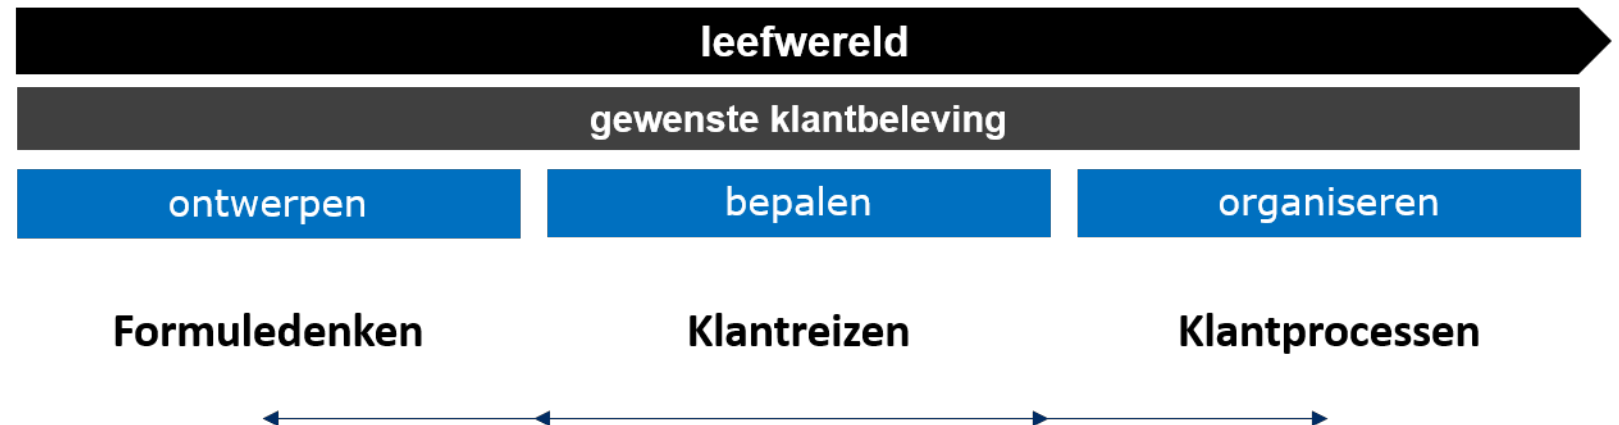 leefwereld
gewenste klantbeleving
ontwerpen
bepalen
organiseren
Formuledenken
Klantreizen
Klantprocessen